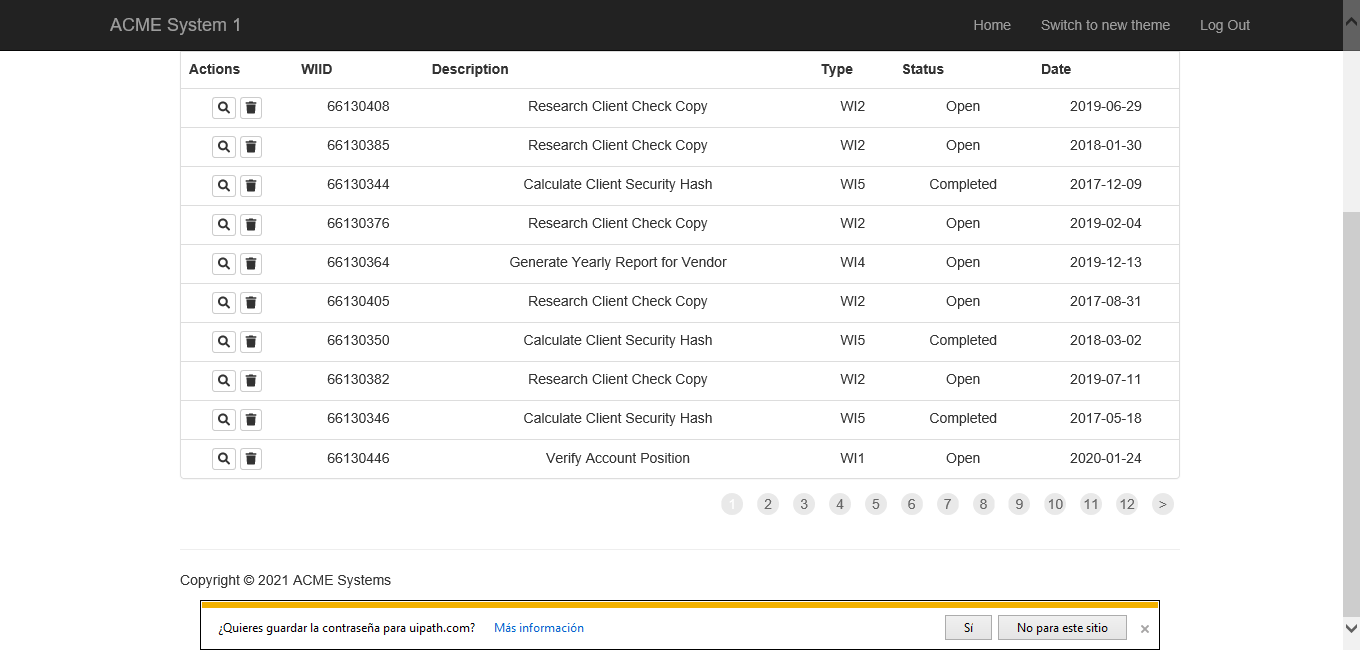 ACME System 1 Home Switch to new theme Log Out
Actions WIID Description Type Status Date
66130408 Research Client Check Copy WI2 Open 2019-06-29
66130385 Research Client Check Copy WI2 Open 2018-01-30
66130344 Calculate Client Security Hash WI5 Completed 2017-12-09
66130376 Research Client Check Copy WI2 Open 2019-02-04
66130364 Generate Yearly Report for Vendor WI4 Open 2019-12-13
66130405 Research Client Check Copy WI2 Open 2017-08-31
66130350 Calculate Client Security Hash WI5 Completed 2018-03-02
66130382 Research Client Check Copy WI2 Open 2019-07-11
66130346 Calculate Client Security Hash WI5 Completed 2017-05-18
66130446 Verify Account Position WI1 Open 2020-01-24
1 2 3 4 5 6 7 8 9 10 11 12 >
Copyright © 2021 ACME Systems
¿Quieres guardar la contraseña para uipath.com? Más información Sí No para este sitio ×